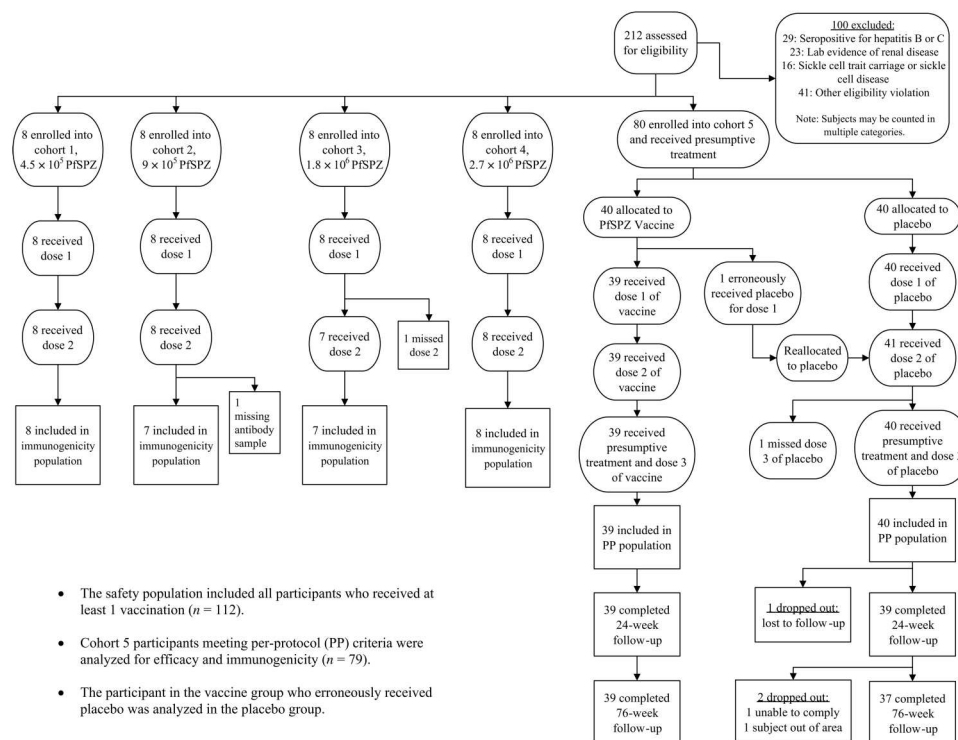 212 assessed
for eligibility
100 excluded:
29: Seropositive for hepatitis B or C
23: Lab evidence of renal disease
16: Sickle cell trait carriage or sickle
cell disease
41: Other eligibility violation
Note: Subjects may be counted in
multiple categories.
8 enrolled into
cohort 1,
4.5 × 10⁵ PfSPZ
8 enrolled into
cohort 2,
9 × 10⁵ PfSPZ
8 enrolled into
cohort 3,
1.8 × 10⁶ PfSPZ
8 enrolled into
cohort 4,
2.7 × 10⁶ PfSPZ
80 enrolled into cohort 5
and received presumptive
treatment
8 received
dose 1
8 received
dose 1
8 received
dose 1
8 received
dose 1
8 received
dose 2
8 received
dose 2
7 received
dose 2
1 missed
dose 2
8 received
dose 2
8 included in
immunogenicity
population
7 included in
immunogenicity
population
1
missing
antibody
sample
7 included in
immunogenicity
population
8 included in
immunogenicity
population
40 allocated to
PfSPZ Vaccine
40 allocated to
placebo
39 received
dose 1 of
vaccine
1 erroneously
received placebo
for dose 1
40 received
dose 1 of
placebo
39 received
dose 2 of
vaccine
Reallocated
to placebo
41 received
dose 2 of
placebo
39 received
presumptive
treatment and dose 3
of vaccine
1 missed dose
3 of placebo
40 received
presumptive
treatment and dose 3
of placebo
39 included in
PP population
40 included in
PP population
39 completed
24-week
follow-up
1 dropped out:
lost to follow-up
39 completed
24-week
follow-up
39 completed
76-week
follow-up
2 dropped out:
1 unable to comply
1 subject out of area
37 completed
76-week
follow-up
• The safety population included all participants who received at
least 1 vaccination (n = 112).
• Cohort 5 participants meeting per-protocol (PP) criteria were
analyzed for efficacy and immunogenicity (n = 79).
• The participant in the vaccine group who erroneously received
placebo was analyzed in the placebo group.